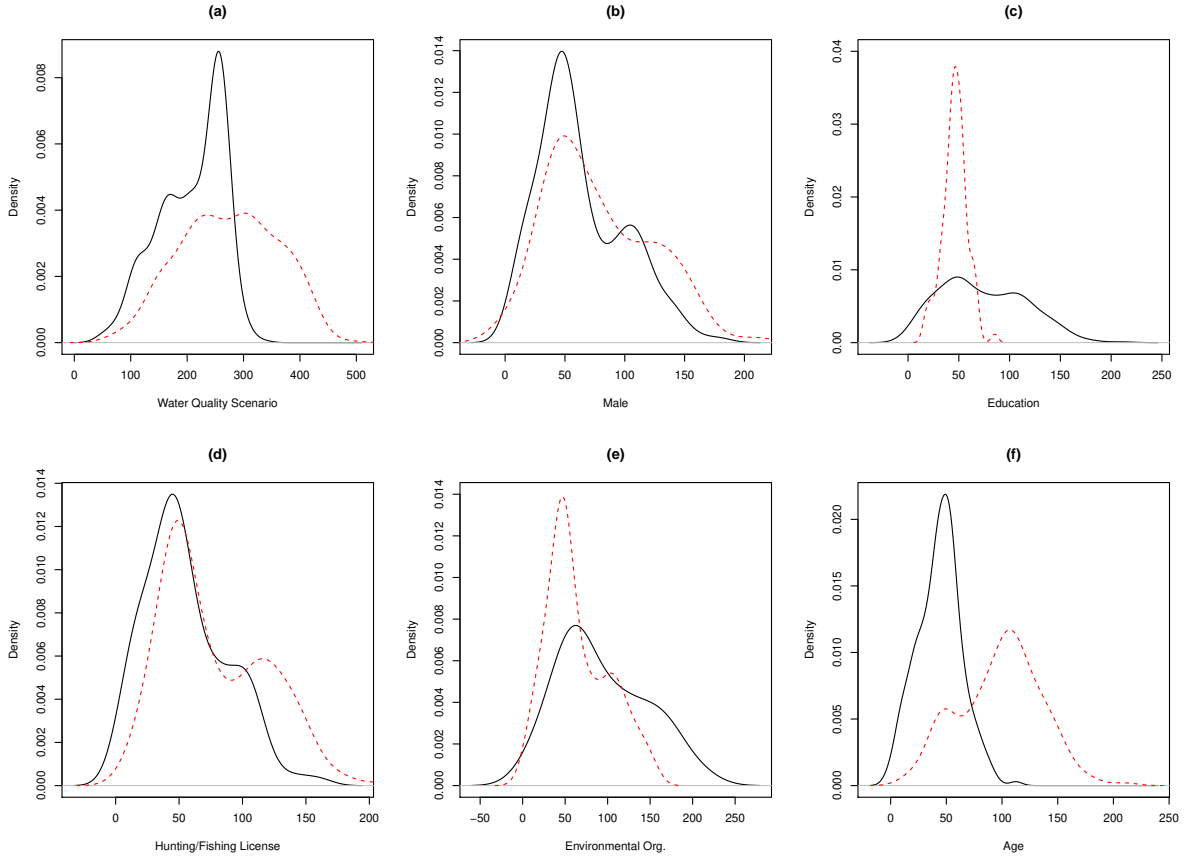 (a)
Density
0.000 0.002 0.004 0.006 0.008
0 100 200 300 400 500
Water Quality Scenario
(b)
Density
0.000 0.002 0.004 0.006 0.008 0.010 0.012 0.014
0 50 100 150 200
Male
(c)
Density
0.00 0.01 0.02 0.03 0.04
0 50 100 150 200 250
Education
(d)
Density
0.000 0.002 0.004 0.006 0.008 0.010 0.012 0.014
0 50 100 150 200
Hunting/Fishing License
(e)
Density
0.000 0.002 0.004 0.006 0.008 0.010 0.012 0.014
−50 0 50 100 150 200 250
Environmental Org.
(f)
Density
0.000 0.005 0.010 0.015 0.020
0 50 100 150 200 250
Age